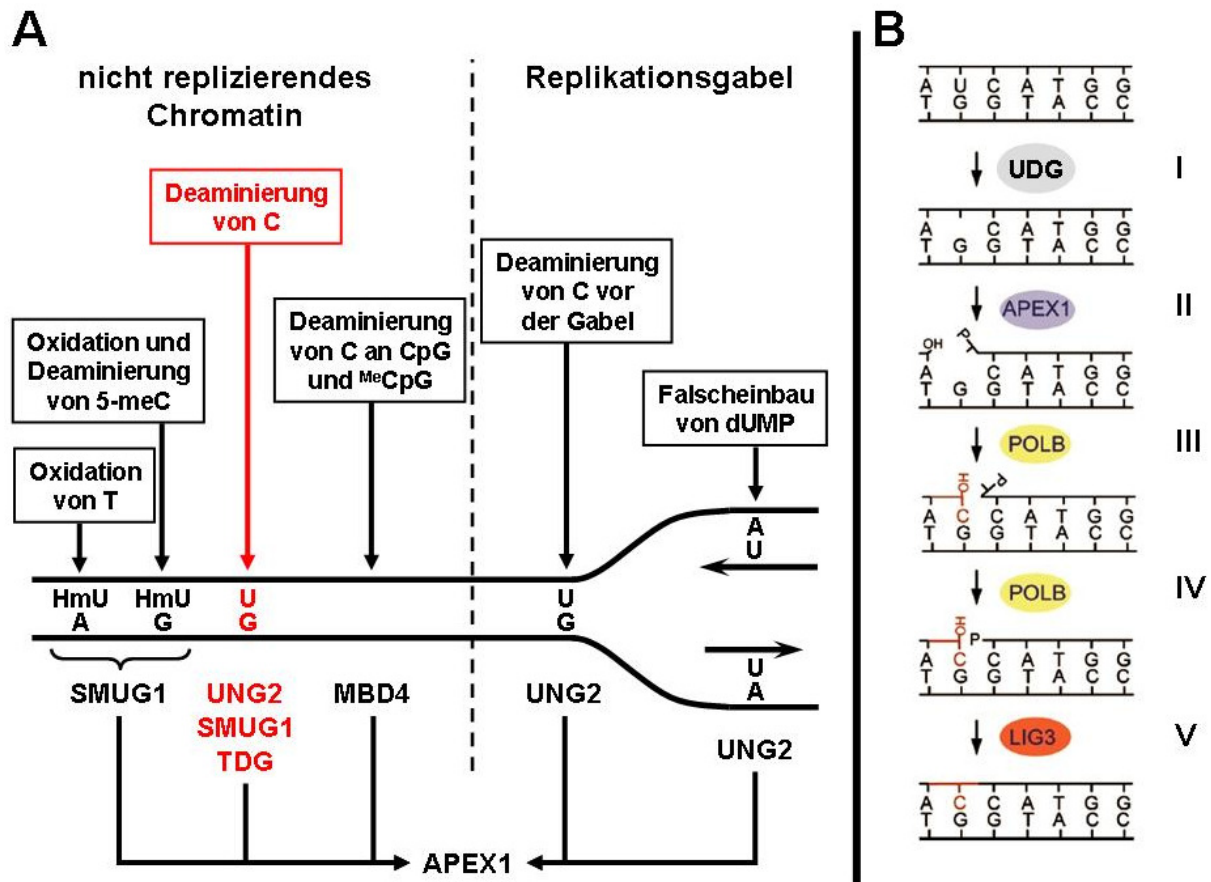 A
nicht replizierendes
Chromatin
Replikationsgabel
Deaminierung
von C
Deaminierung
von C vor
der Gabel
Oxidation und
Deaminierung
von 5-meC
Deaminierung
von C an CpG
und MeCpG
Falscheinbau
von dUMP
Oxidation
von T
A
U
HmU HmU U U
A G G G
U
A
SMUG1 UNG2 MBD4 UNG2
SMUG1
TDG
UNG2
APEX1
B
A U C A T G G
T G G T A C C
UDG I
A C A T G G
T G G T A C C
APEX1 II
OH P
A C A T G G
T G G T A C C
POLB III
HO P
A C C A T G G
T G G T A C C
POLB IV
HO P
A C C A T G G
T G G T A C C
LIG3 V
A C C A T G G
T G G T A C C